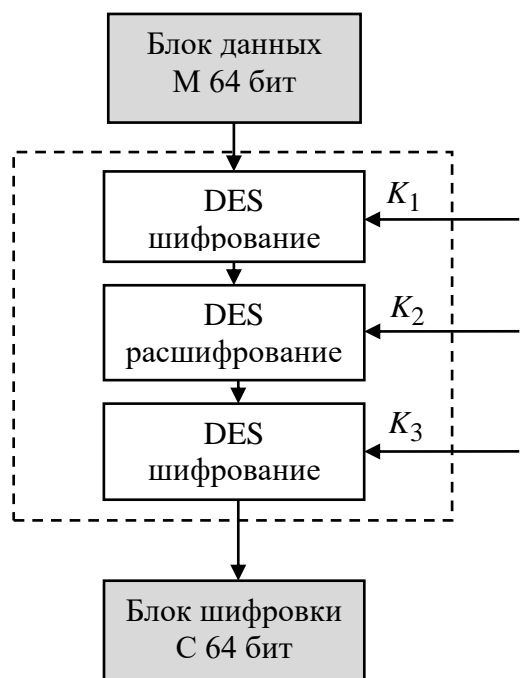 Блок данных
М 64 бит
DES
шифрование
K1
DES
расшифрование
K2
DES
шифрование
K3
Блок шифровки
С 64 бит